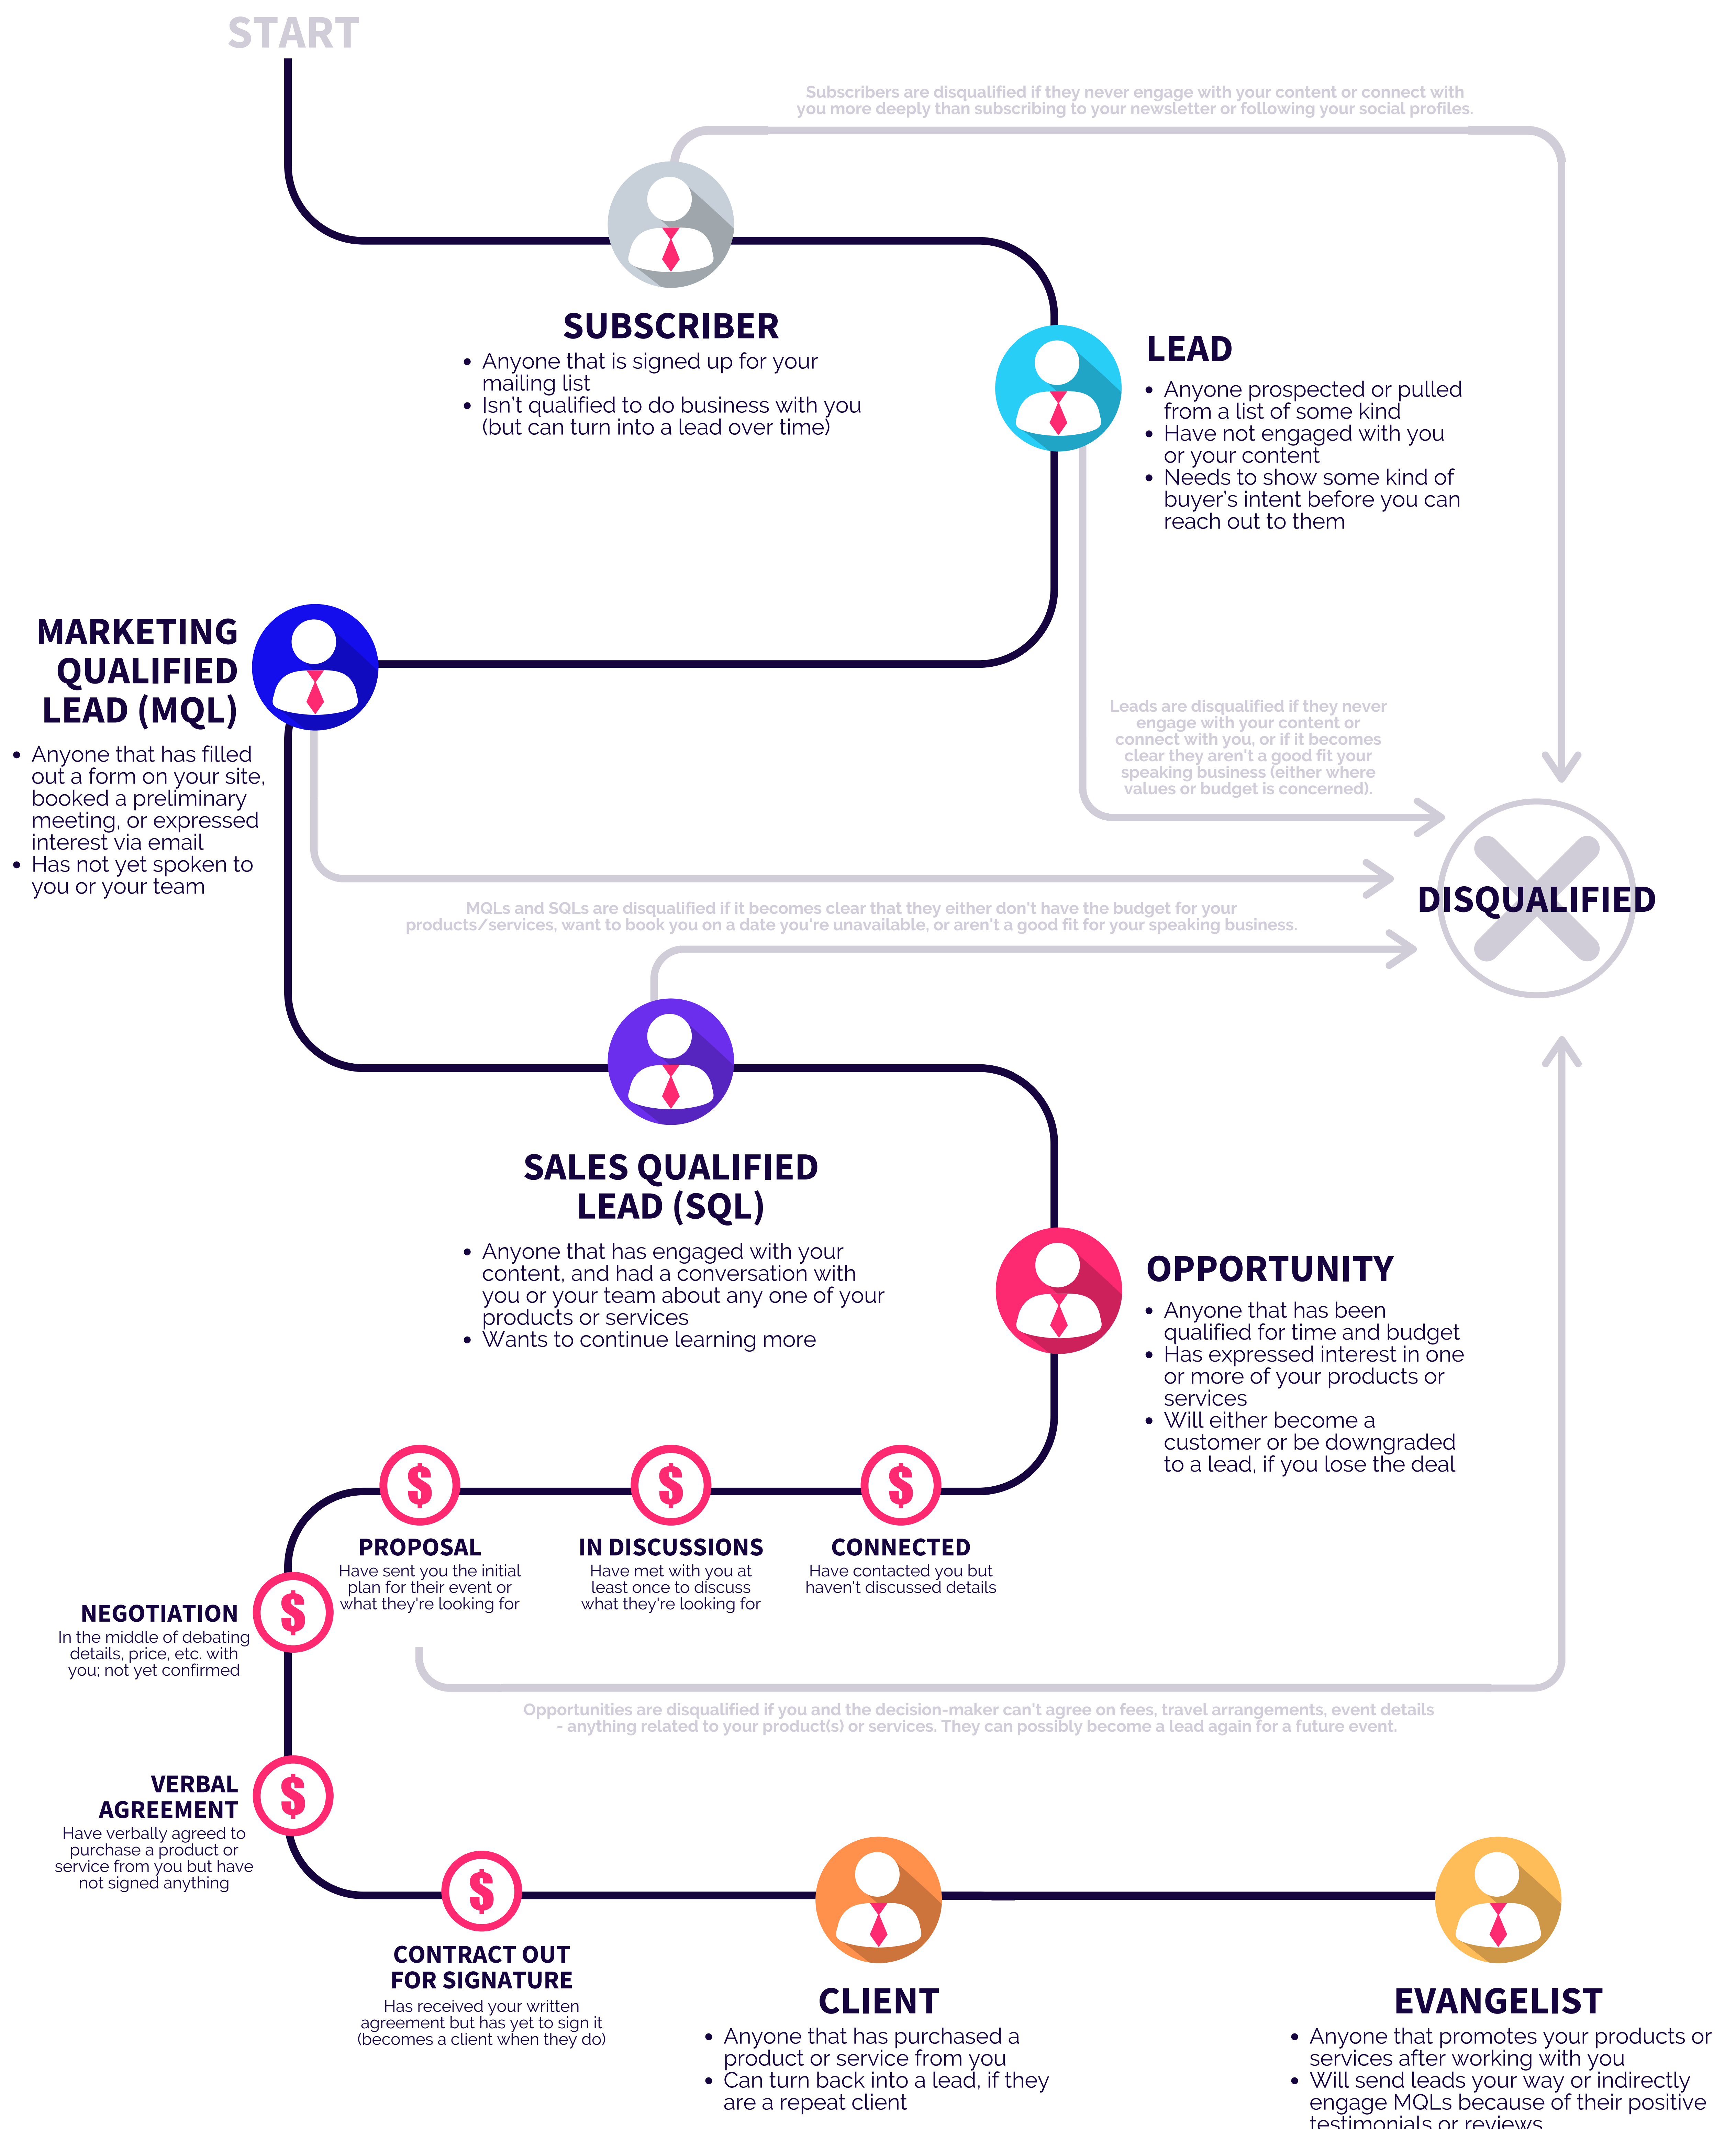 START
Subscribers are disqualified if they never engage with your content or connect with
you more deeply than subscribing to your newsletter or following your social profiles.
SUBSCRIBER
• Anyone that is signed up for your
mailing list
• Isn't qualified to do business with you
(but can turn into a lead over time)
LEAD
• Anyone prospected or pulled
from a list of some kind
• Have not engaged with you
or your content
• Needs to show some kind of
buyer's intent before you can
reach out to them
MARKETING
QUALIFIED
LEAD (MQL)
• Anyone that has filled
out a form on your site,
booked a preliminary
meeting, or expressed
interest via email
• Has not yet spoken to
you or your team
Leads are disqualified if they never
engage with your content or
connect with you, or if it becomes
clear they aren't a good fit your
speaking business (either where
values or budget is concerned).
DISQUALIFIED
MQLs and SQLs are disqualified if it becomes clear that they either don't have the budget for your
products/services, want to book you on a date you're unavailable, or aren't a good fit for your speaking business.
SALES QUALIFIED
LEAD (SQL)
• Anyone that has engaged with your
content, and had a conversation with
you or your team about any one of your
products or services
• Wants to continue learning more
OPPORTUNITY
• Anyone that has been
qualified for time and budget
• Has expressed interest in one
or more of your products or
services
• Will either become a
customer or be downgraded
to a lead, if you lose the deal
$
$
$
PROPOSAL
Have sent you the initial
plan for their event or
what they're looking for
IN DISCUSSIONS
Have met with you at
least once to discuss
what they're looking for
CONNECTED
Have contacted you but
haven't discussed details
$
NEGOTIATION
In the middle of debating
details, price, etc. with
you; not yet confirmed
Opportunities are disqualified if you and the decision-maker can't agree on fees, travel arrangements, event details
- anything related to your product(s) or services. They can possibly become a lead again for a future event.
$
VERBAL
AGREEMENT
Have verbally agreed to
purchase a product or
service from you but have
not signed anything
$
CONTRACT OUT
FOR SIGNATURE
Has received your written
agreement but has yet to sign it
(becomes a client when they do)
CLIENT
• Anyone that has purchased a
product or service from you
• Can turn back into a lead, if they
are a repeat client
EVANGELIST
• Anyone that promotes your products or
services after working with you
• Will send leads your way or indirectly
engage MQLs because of their positive
testimonials or reviews